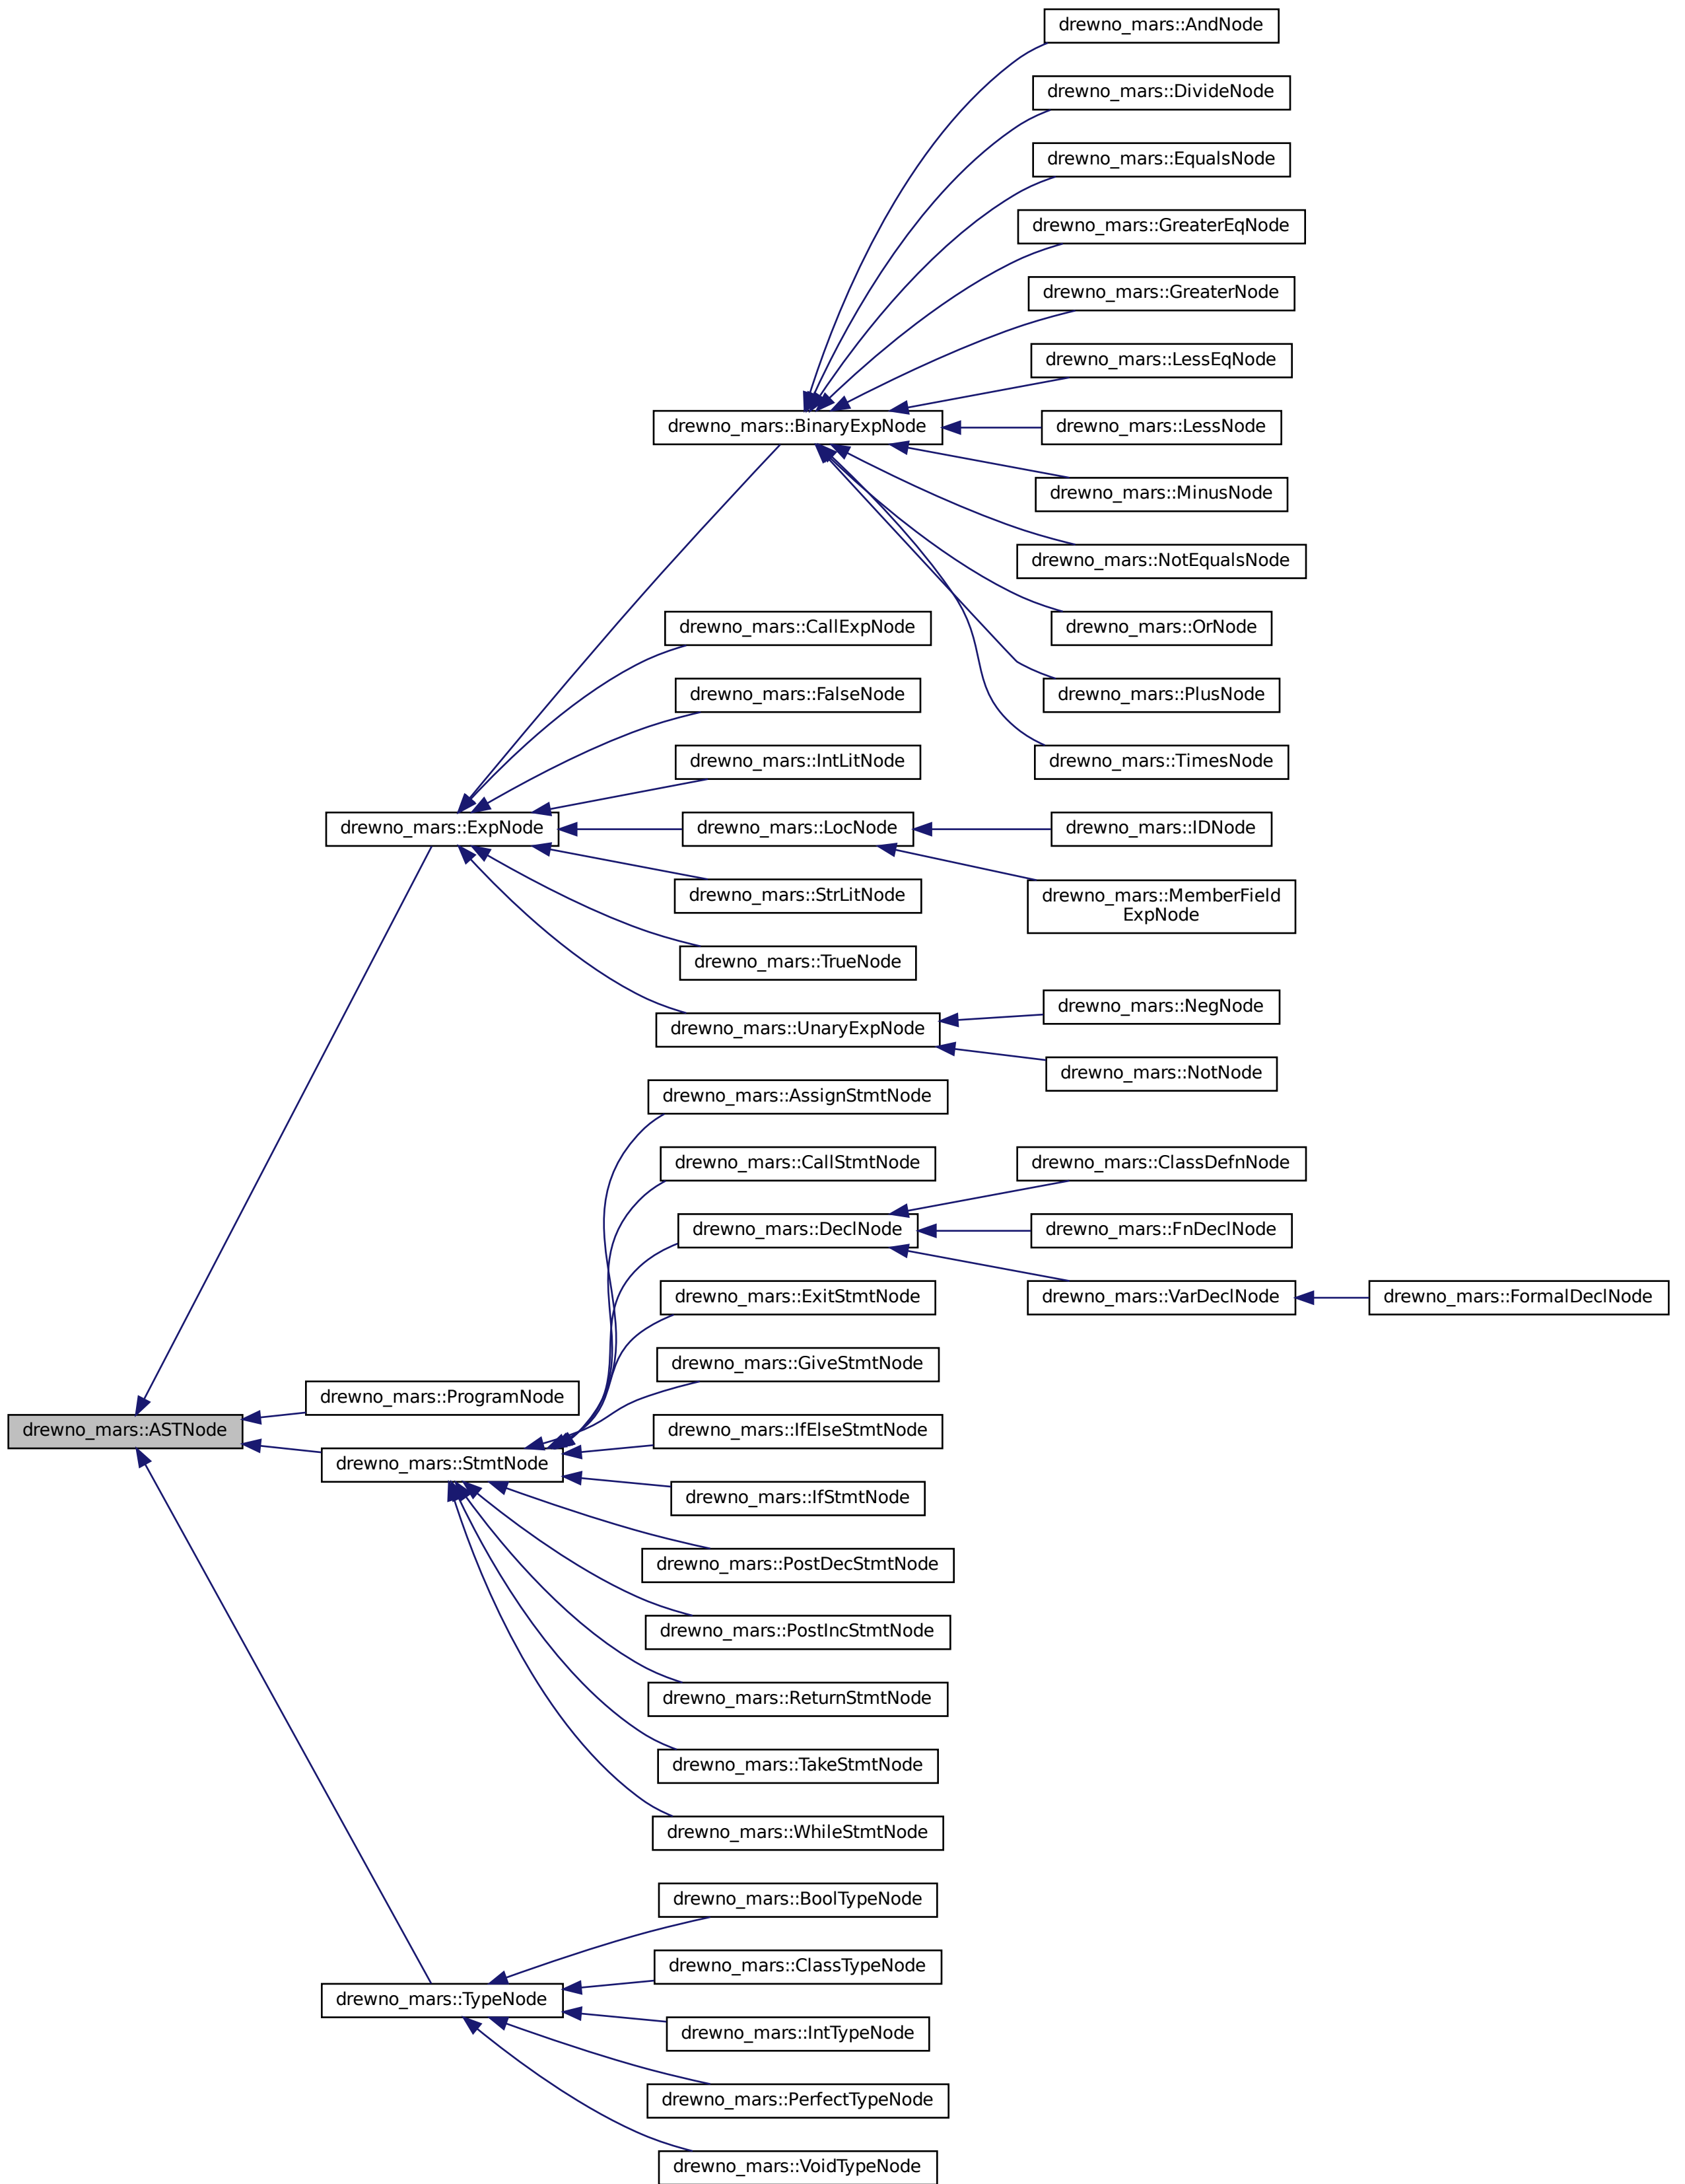 drewno_mars::AndNode
drewno_mars::DivideNode
drewno_mars::EqualsNode
drewno_mars::GreaterEqNode
drewno_mars::GreaterNode
drewno_mars::LessEqNode
drewno_mars::BinaryExpNode
drewno_mars::LessNode
drewno_mars::MinusNode
drewno_mars::NotEqualsNode
drewno_mars::CallExpNode
drewno_mars::OrNode
drewno_mars::FalseNode
drewno_mars::PlusNode
drewno_mars::IntLitNode
drewno_mars::TimesNode
drewno_mars::ExpNode
drewno_mars::LocNode
drewno_mars::IDNode
drewno_mars::StrLitNode
drewno_mars::MemberField
ExpNode
drewno_mars::TrueNode
drewno_mars::UnaryExpNode
drewno_mars::NegNode
drewno_mars::NotNode
drewno_mars::AssignStmtNode
drewno_mars::CallStmtNode
drewno_mars::ClassDefnNode
drewno_mars::DeclNode
drewno_mars::FnDeclNode
drewno_mars::ExitStmtNode
drewno_mars::VarDeclNode
drewno_mars::FormalDeclNode
drewno_mars::GiveStmtNode
drewno_mars::ProgramNode
drewno_mars::ASTNode
drewno_mars::IfElseStmtNode
drewno_mars::StmtNode
drewno_mars::IfStmtNode
drewno_mars::PostDecStmtNode
drewno_mars::PostIncStmtNode
drewno_mars::ReturnStmtNode
drewno_mars::TakeStmtNode
drewno_mars::WhileStmtNode
drewno_mars::BoolTypeNode
drewno_mars::ClassTypeNode
drewno_mars::TypeNode
drewno_mars::IntTypeNode
drewno_mars::PerfectTypeNode
drewno_mars::VoidTypeNode